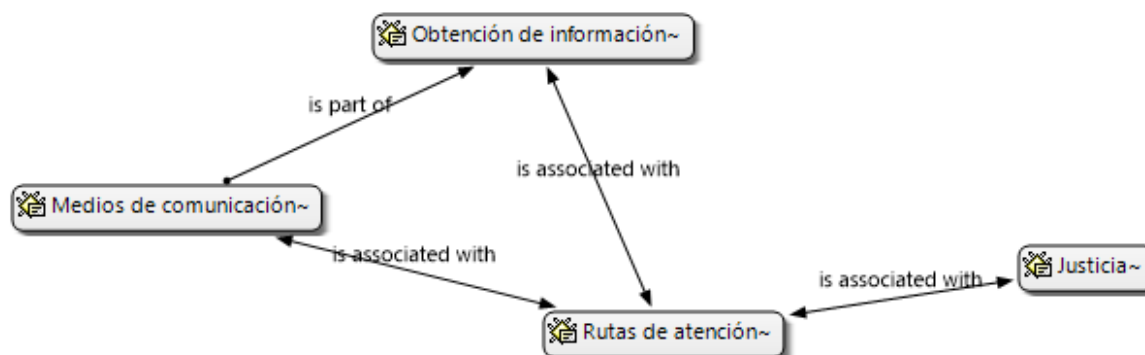 Obtención de información~
is part of
is associated with
Medios de comunicación~
is associated with
is associated with
Justicia~
Rutas de atención~